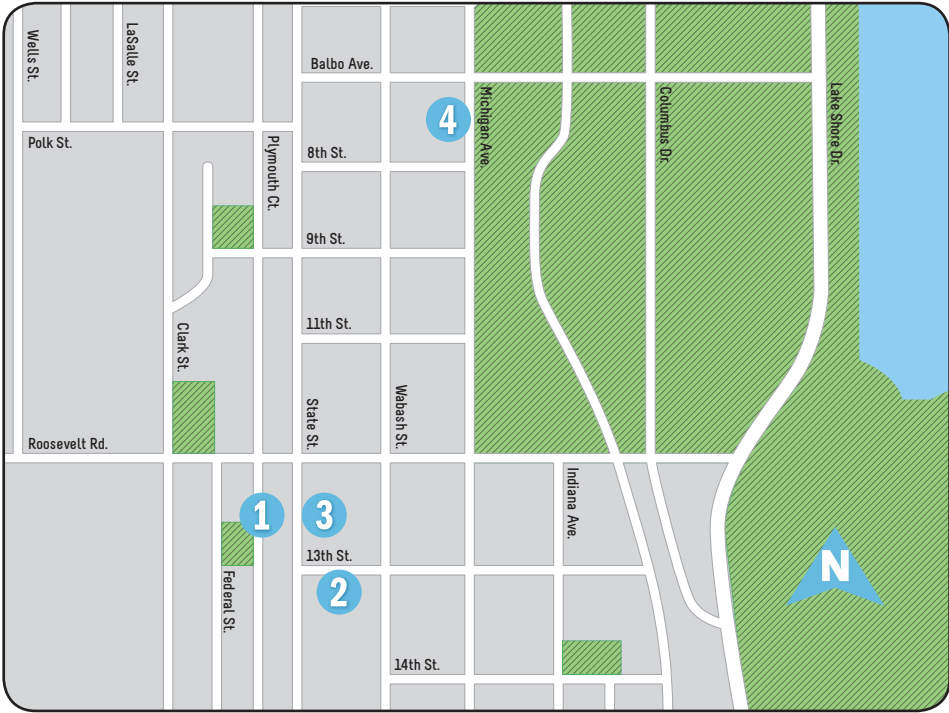 Wells St.
LaSalle St.
Balbo Ave.
Michigan Ave.
Columbus Dr.
Lake Shore Dr.
4
Polk St.
Plymouth Ct.
8th St.
9th St.
11th St.
Clark St.
State St.
Wabash St.
Roosevelt Rd.
Indiana Ave.
1
3
13th St.
2
N
Federal St.
14th St.